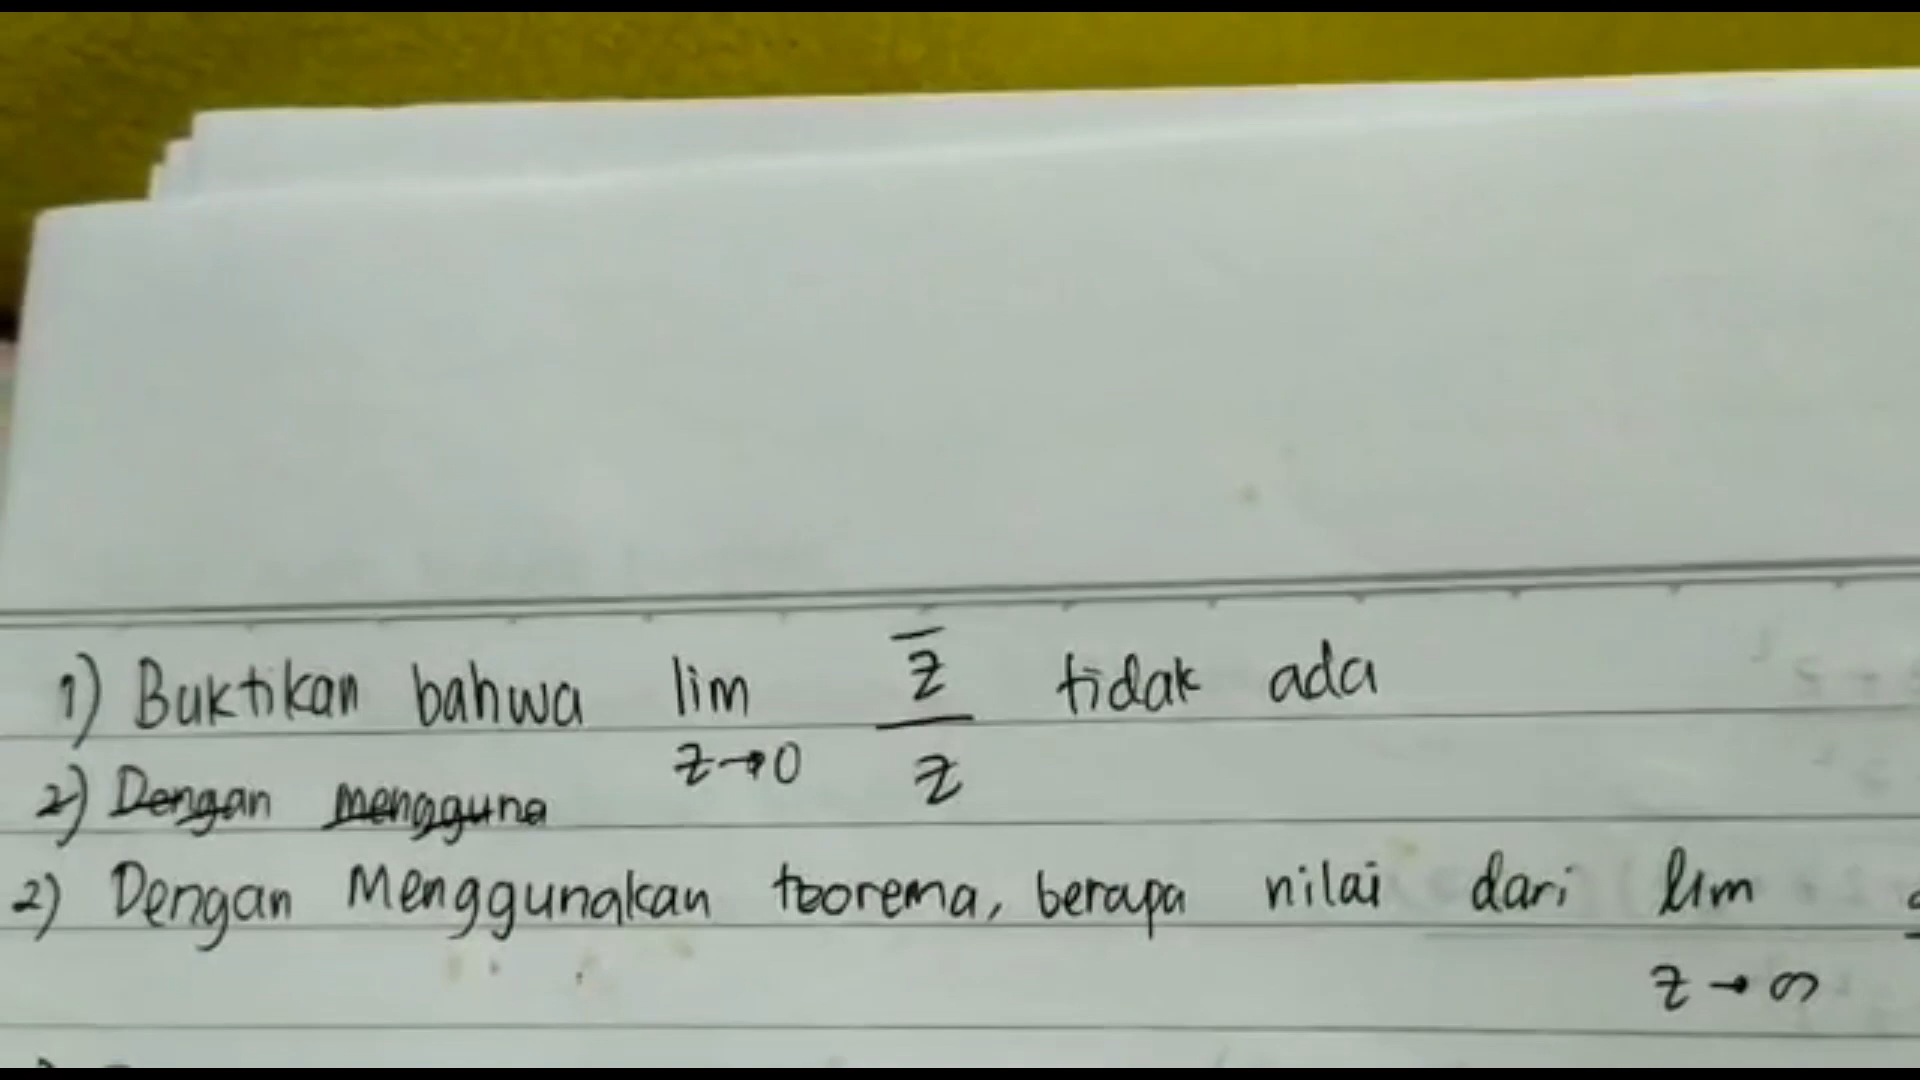 1) Buktikan bahwa lim z→0 z̅/z tidak ada
2) Dengan mengguna
2) Dengan Menggunakan teorema, berapa nilai dari lim z→∞